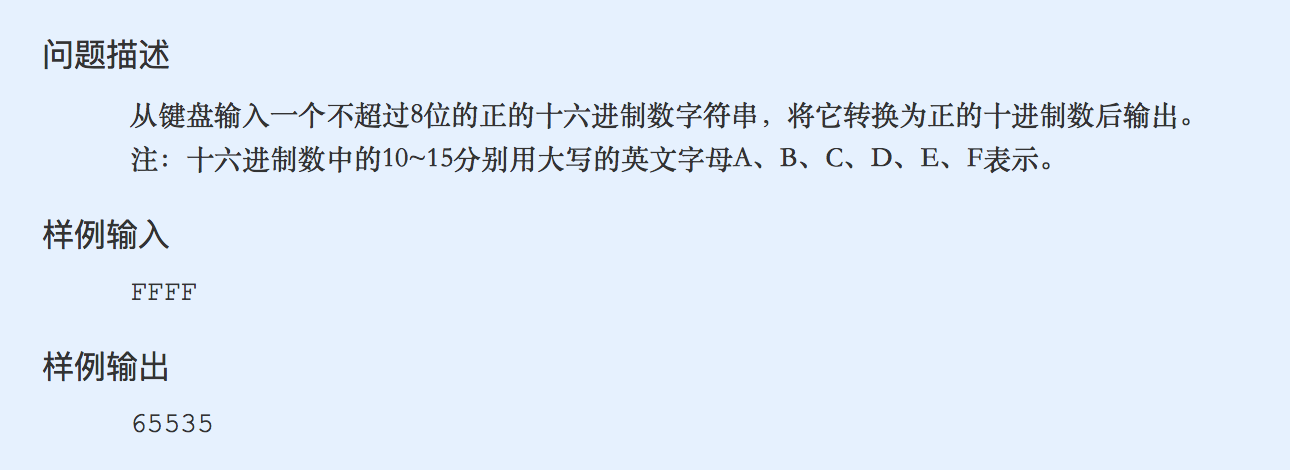 问题描述
从键盘输入一个不超过8位的正的十六进制数字符串，将它转换为正的十进制数后输出。
注：十六进制数中的10~15分别用大写的英文字母A、B、C、D、E、F表示。
样例输入
FFFF
样例输出
65535